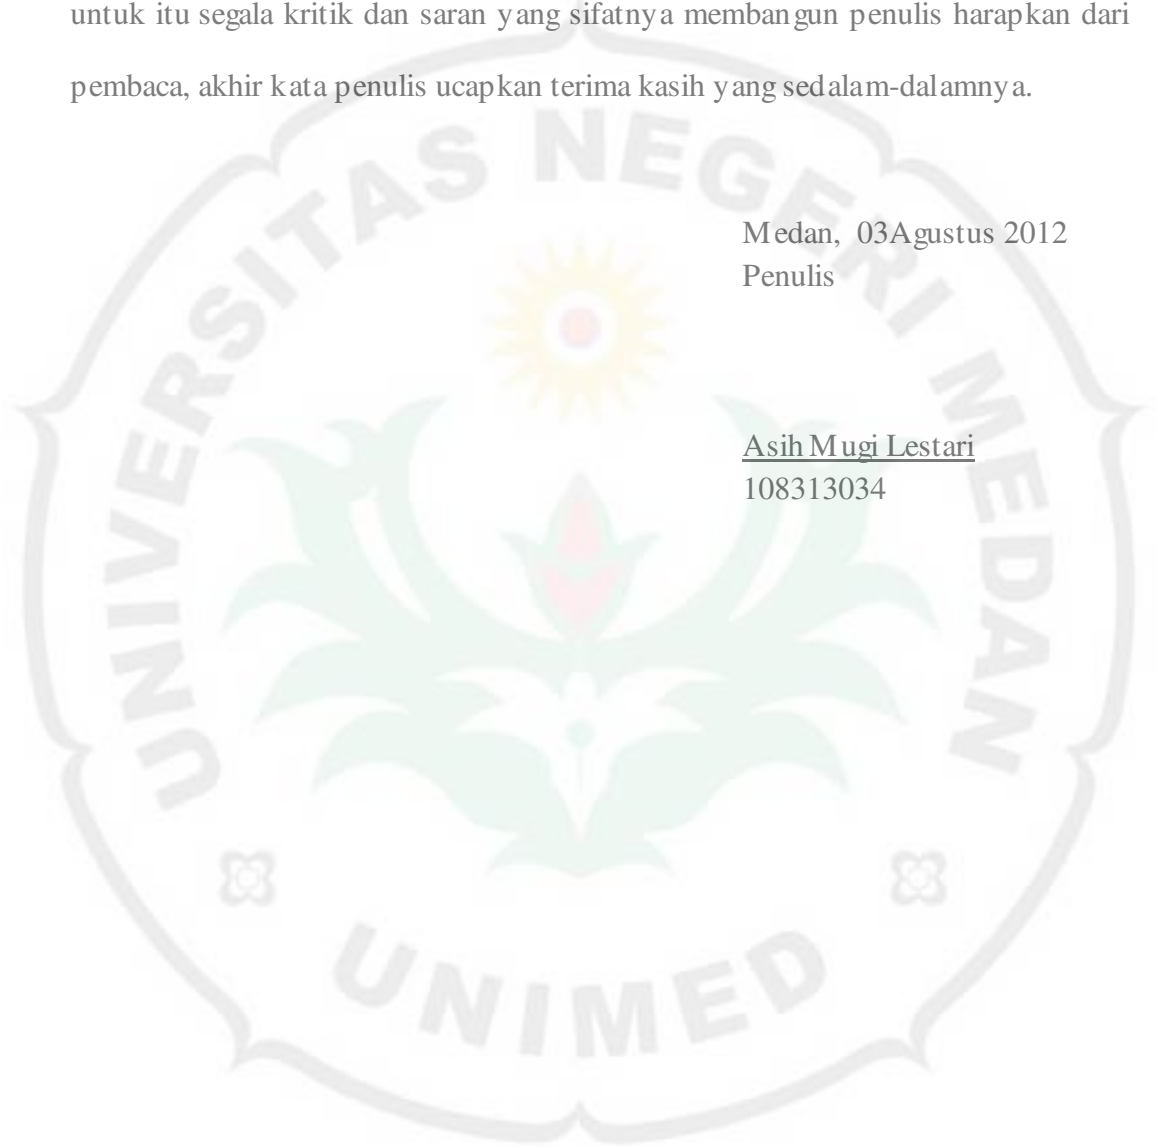 untuk itu segala kritik dan saran yang sifatnya membangun penulis harapkan dari
pembaca, akhir kata penulis ucapkan terima kasih yang sedalam-dalamnya.
Medan, 03Agustus 2012
Penulis
Asih Mugi Lestari
108313034
UNIVERSITAS NEGERI MEDAN
UNIMED